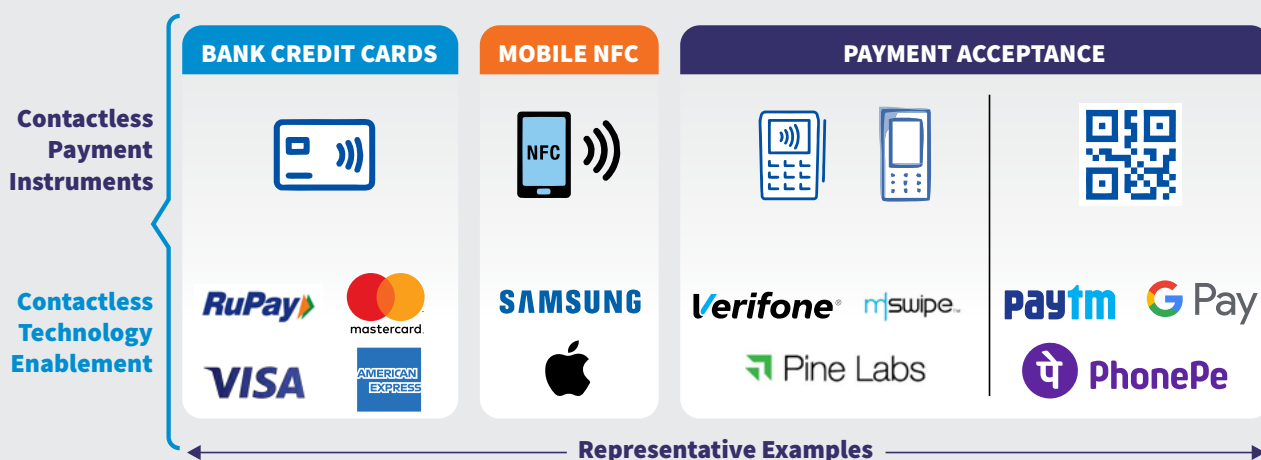 BANK CREDIT CARDS
MOBILE NFC
PAYMENT ACCEPTANCE
Contactless
Payment
Instruments
NFC
Contactless
Technology
Enablement
RuPay
mastercard.
VISA
AMERICAN
EXPRESS
SAMSUNG
Verifone®
mswipe™
Pine Labs
paytm
G Pay
पे PhonePe
Representative Examples